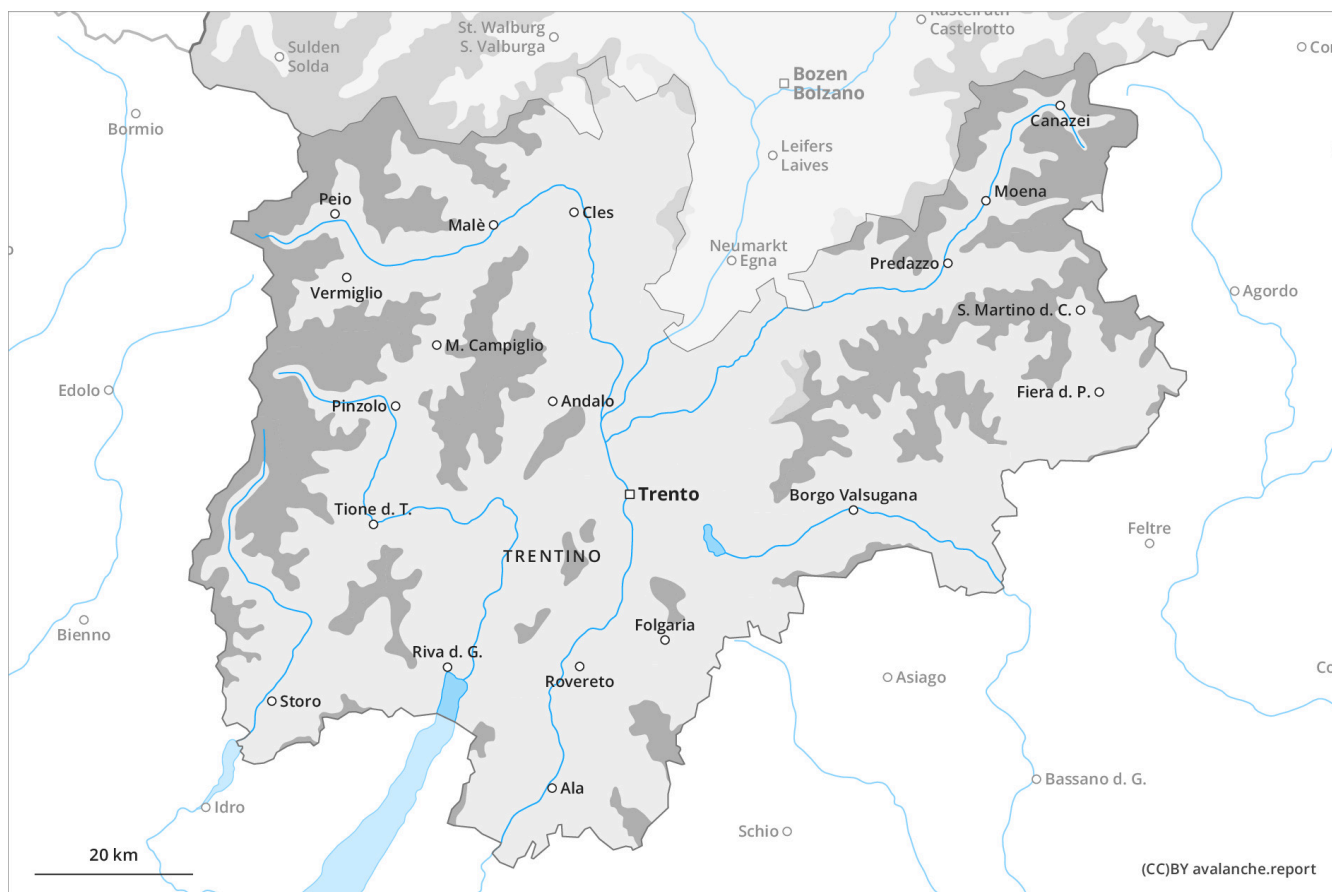 Kastelruth
Castelrotto
St. Walburg
S. Valburga
Sulden
Solda
Bozen
Bolzano
Bormio
Canazei
Leifers
Laives
Moena
Peio
Malè
Cles
Neumarkt
Egna
Predazzo
Vermiglio
Agordo
S. Martino d. C.
M. Campiglio
Edolo
Pinzolo
Andalo
Fiera d. P.
Trento
Borgo Valsugana
Tione d. T.
Feltre
TRENTINO
Bienno
Folgaria
Riva d. G.
Rovereto
Asiago
Storo
Bassano d. G.
Ala
Idro
Schio
20 km
(CC)BY avalanche.report